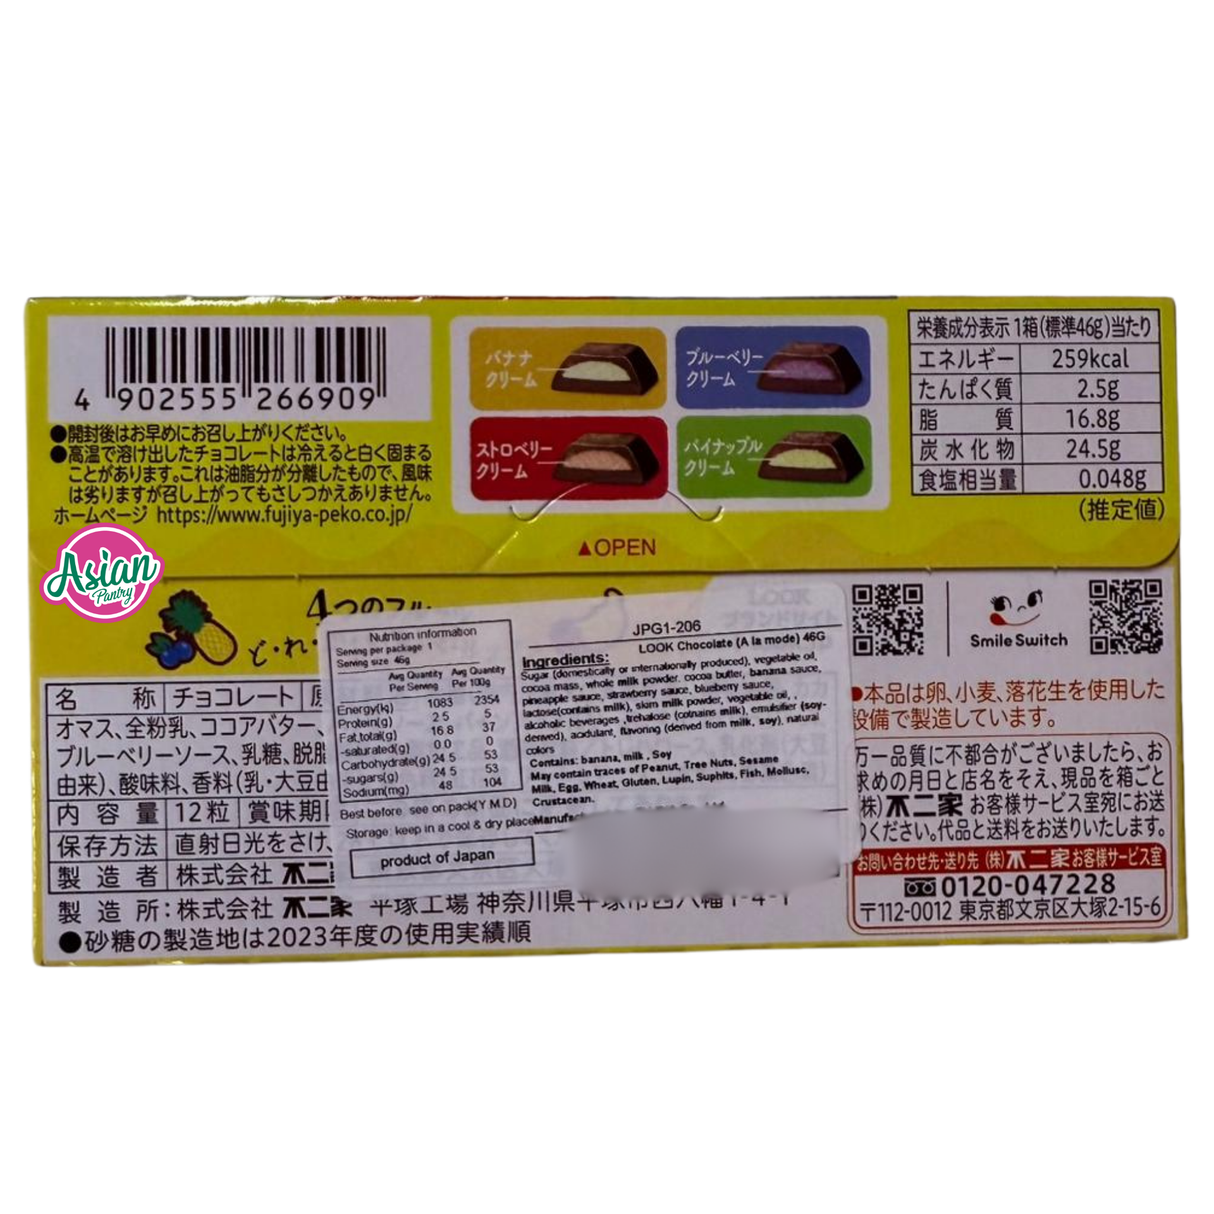 4 902555 266909
●開封後はお早めにお召し上がりください。
●高温で溶け出したチョコレートは冷えると白く固まる
ことがあります。これは油脂分が分離したもので、風味
は劣りますが召し上がってもさしつかえありません。
ホームページ https://www.fujiya-peko.co.jp/
バナナ
クリーム
ブルーベリー
クリーム
ストロベリー
クリーム
パイナップル
クリーム
▲OPEN
栄養成分表示 1箱(標準46g)当たり
エネルギー 259kcal
たんぱく質 2.5g
脂質 16.8g
炭水化物 24.5g
食塩相当量 0.048g
(推定値)
Asian
Pantry
4つのフル
ど・れ・
LOOK
ブランドサイト
Smile Switch
名称 チョコレート
オマス、全粉乳、ココアバター、
ブルーベリーソース、乳糖、脱脂
由来)、酸味料、香料(乳・大豆由
内容量 12粒 賞味期
保存方法 直射日光をさけ、
製造者 株式会社 不二
製造所:株式会社 不二家 平塚工場 神奈川県平塚市西八幡1-4-1
●砂糖の製造地は2023年度の使用実績順
Nutrition information
Serving per package 1
Serving size 46g
Avg Quantity Avg Quantity
Per Serving Per 100g
Energy(kj) 1083 2354
Protein(g) 2.5 5
Fat,total(g) 16.8 37
-saturated(g) 0.0 0
Carbohydrate(g) 24.5 53
-sugars(g) 24.5 53
Sodium(mg) 48 104
Best before: see on pack(Y.M.D)
Storage: keep in a cool & dry place
product of Japan
JPG1-206
LOOK Chocolate (A la mode) 46G
Ingredients:
Sugar (domestically or internationally produced), vegetable oil,
cocoa mass, whole milk powder, cocoa butter, banana sauce,
pineapple sauce, strawberry sauce, blueberry sauce,
lactose(contains milk), skim milk powder, vegetable oil, ,
alcoholic beverages ,trehalose (cotnains milk), emulsifier (soy-
derived), acidulant, flavoring (derived from milk, soy), natural
colors
Contains: banana, milk , Soy
May contain traces of Peanut, Tree Nuts, Sesame
Milk, Egg, Wheat, Gluten, Lupin, Suphits, Fish, Mollusc,
Crustacean.
Manufac
●本品は卵、小麦、落花生を使用した
設備で製造しています。
万一品質に不都合がございましたら、お
求めの月日と店名をそえ、現品を箱ごと
(株)不二家 お客様サービス室宛にお送
りください。代品と送料をお送りいたします。
お問い合わせ先・送り先 (株)不二家お客様サービス室
0120-047228
〒112-0012 東京都文京区大塚2-15-6